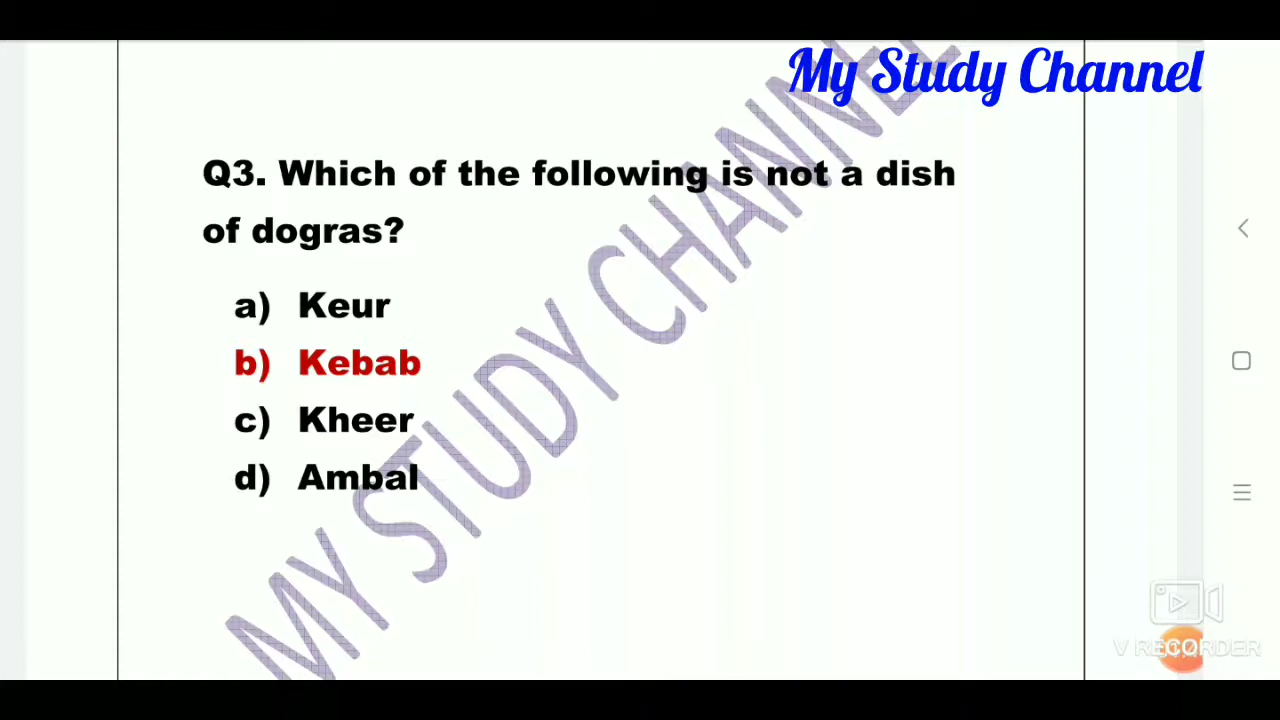 My Study Channel
Q3. Which of the following is not a dish
of dogras?
a) Keur
b) Kebab
c) Kheer
d) Ambal
MY STUDY CHANNEL
V RECORDER